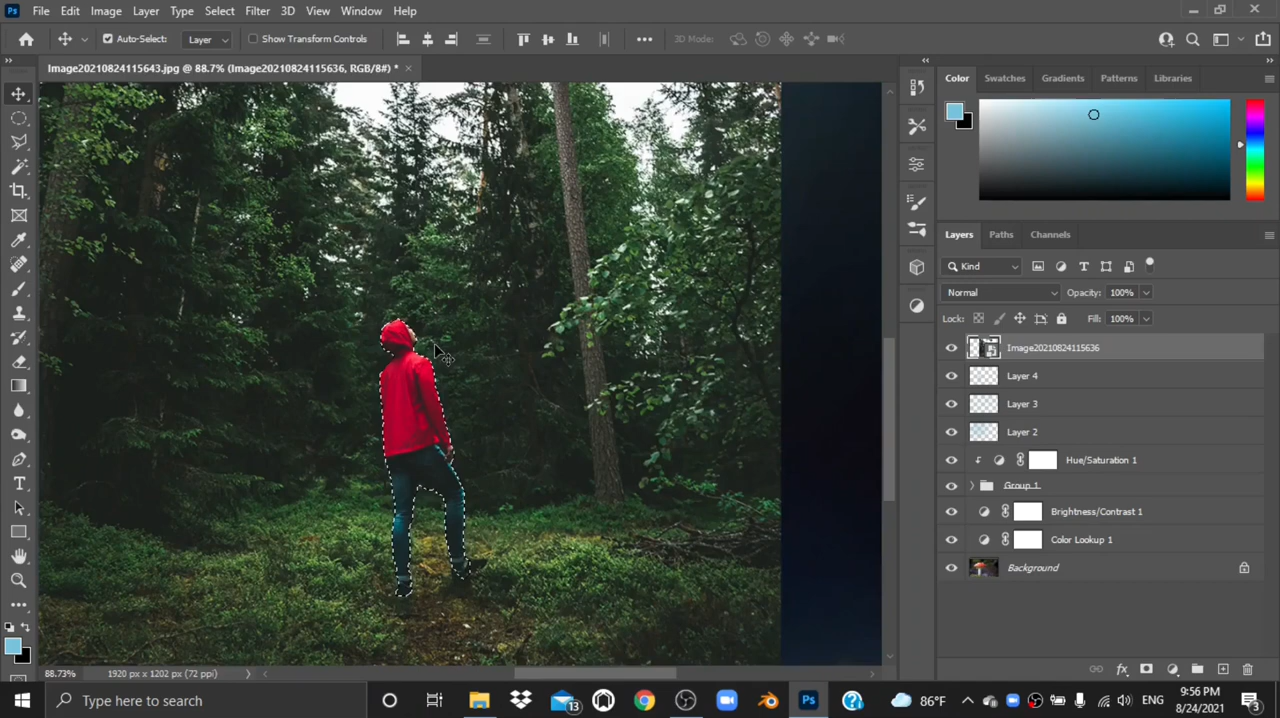 Ps File Edit Image Layer Type Select Filter 3D View Window Help
Auto-Select: Layer Show Transform Controls 3D Mode:
Image20210824115643.jpg @ 88.7% (Image20210824115636, RGB/8#) *
Color Swatches Gradients Patterns Libraries
Layers Paths Channels
Kind
Normal Opacity: 100%
Lock: Fill: 100%
Image20210824115636
Layer 4
Layer 3
Layer 2
Hue/Saturation 1
Group 1
Brightness/Contrast 1
Color Lookup 1
Background
88.73% 1920 px x 1202 px (72 ppi)
Type here to search 13 Ps 86°F ENG 9:56 PM 8/24/2021 3